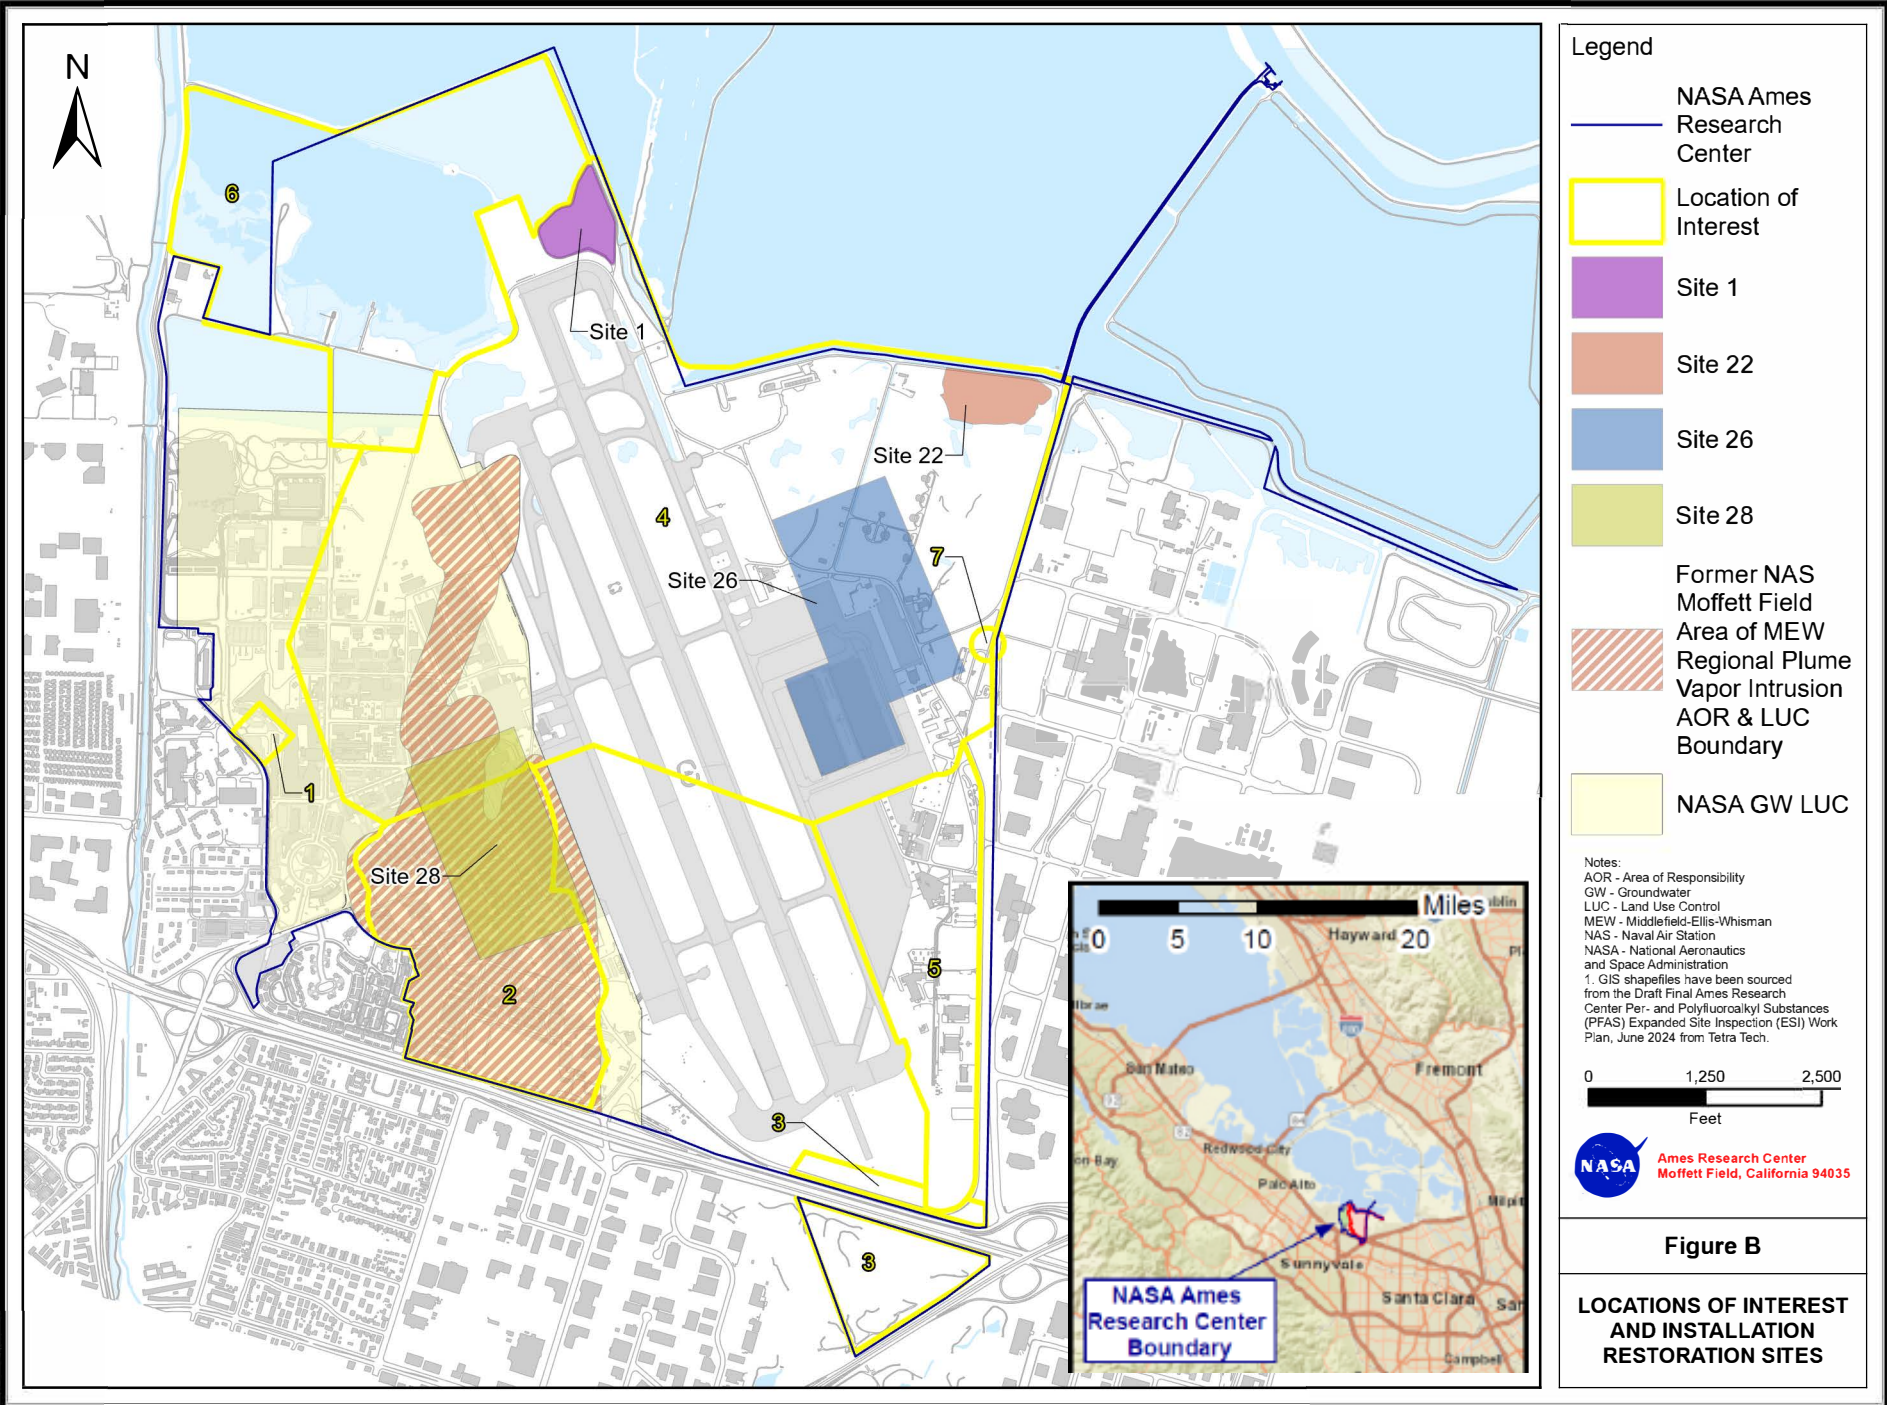 N
6
Site 1
Site 22
4
7
Site 26
1
Site 28
2
5
3
3
Miles
0 5 10 20
Hayward
San Mateo
Fremont
Redwood City
Palo Alto
Sunnyvale
Santa Clara
Campbell
NASA Ames
Research Center
Boundary
Legend
NASA Ames
Research
Center
Location of
Interest
Site 1
Site 22
Site 26
Site 28
Former NAS
Moffett Field
Area of MEW
Regional Plume
Vapor Intrusion
AOR & LUC
Boundary
NASA GW LUC
Notes:
AOR - Area of Responsibility
GW - Groundwater
LUC - Land Use Control
MEW - Middlefield-Ellis-Whisman
NAS - Naval Air Station
NASA - National Aeronautics
and Space Administration
1. GIS shapefiles have been sourced
from the Draft Final Ames Research
Center Per- and Polyfluoroalkyl Substances
(PFAS) Expanded Site Inspection (ESI) Work
Plan, June 2024 from Tetra Tech.
0 1,250 2,500
Feet
NASA
Ames Research Center
Moffett Field, California 94035
Figure B
LOCATIONS OF INTEREST
AND INSTALLATION
RESTORATION SITES